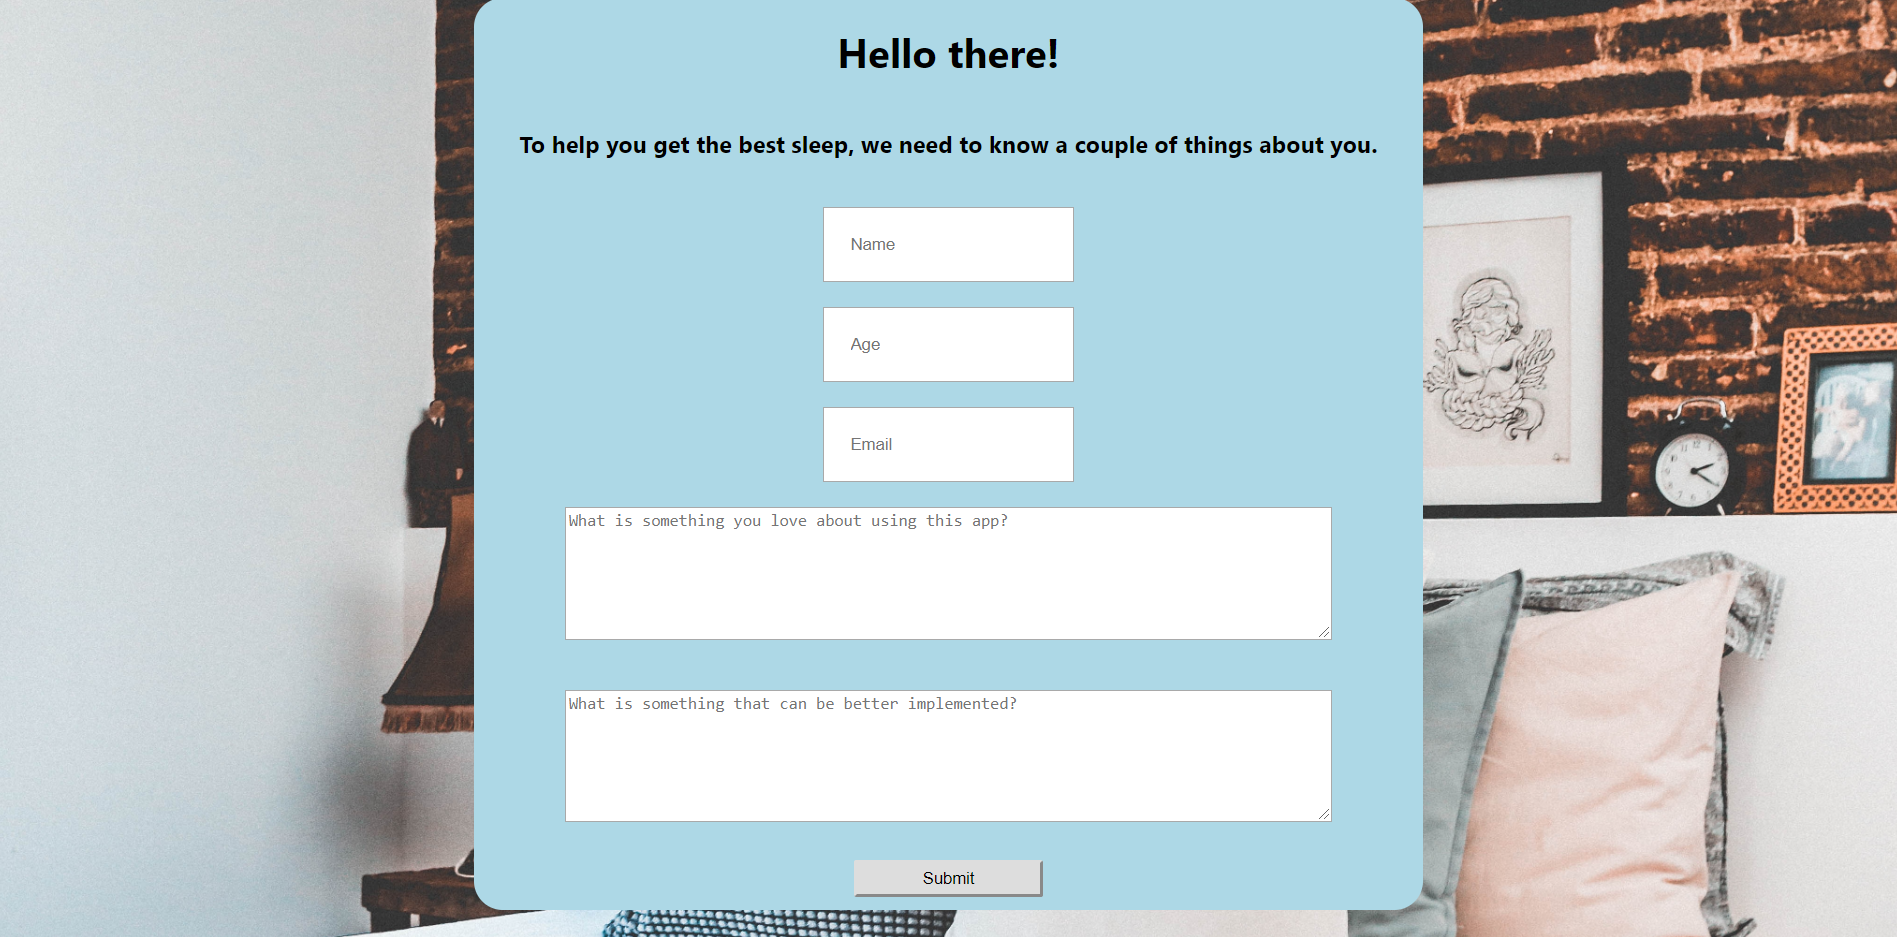 Hello there!
To help you get the best sleep, we need to know a couple of things about you.
Name
Age
Email
What is something you love about using this app?
What is something that can be better implemented?
Submit